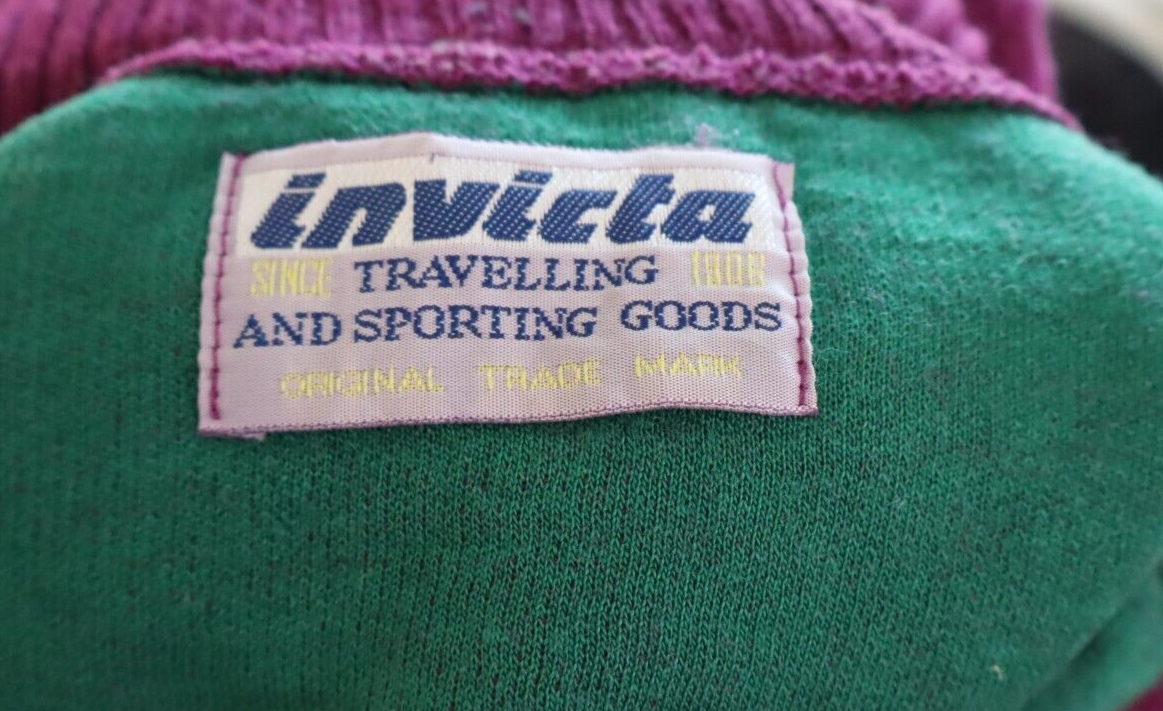 invicta
SINCE TRAVELLING 1906
AND SPORTING GOODS
ORIGINAL TRADE MARK